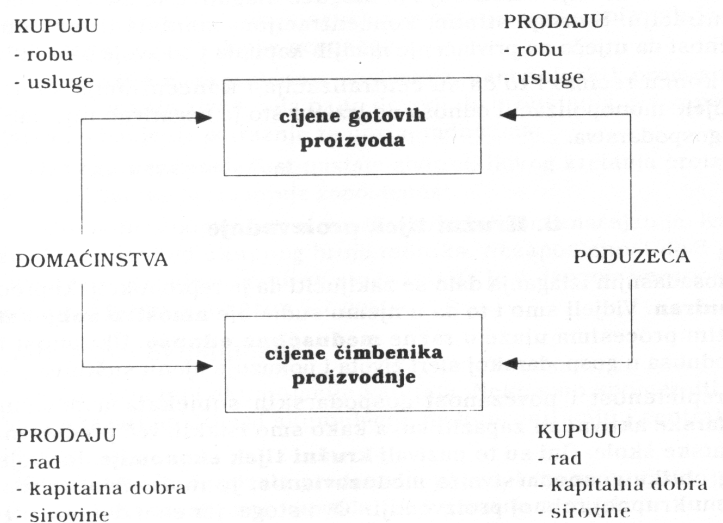 KUPUJU
- robu
- usluge
PRODAJU
- robu
- usluge
cijene gotovih
proizvoda
DOMAĆINSTVA
PODUZEĆA
cijene čimbenika
proizvodnje
PRODAJU
- rad
- kapitalna dobra
- sirovine
KUPUJU
- rad
- kapitalna dobra
- sirovine